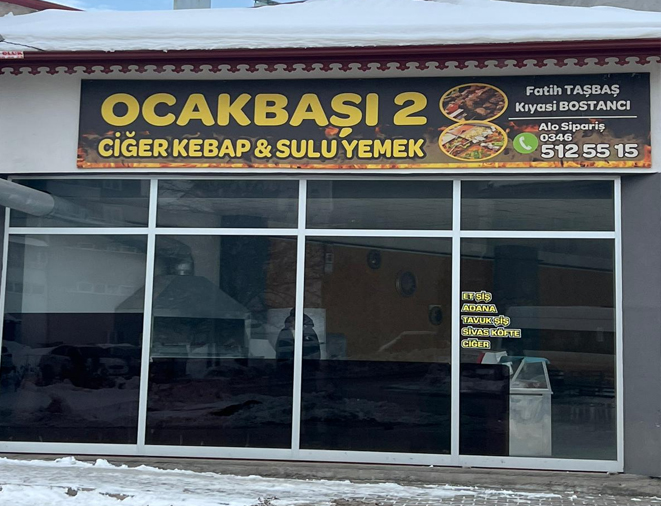 OCAKBAŞI 2
CİĞER KEBAP & SULU YEMEK
Fatih TAŞBAŞ
Kıyasi BOSTANCI
Alo Sipariş
0346
512 55 15
ET ŞİŞ
ADANA
TAVUK ŞİŞ
SİVAS KÖFTE
CİĞER